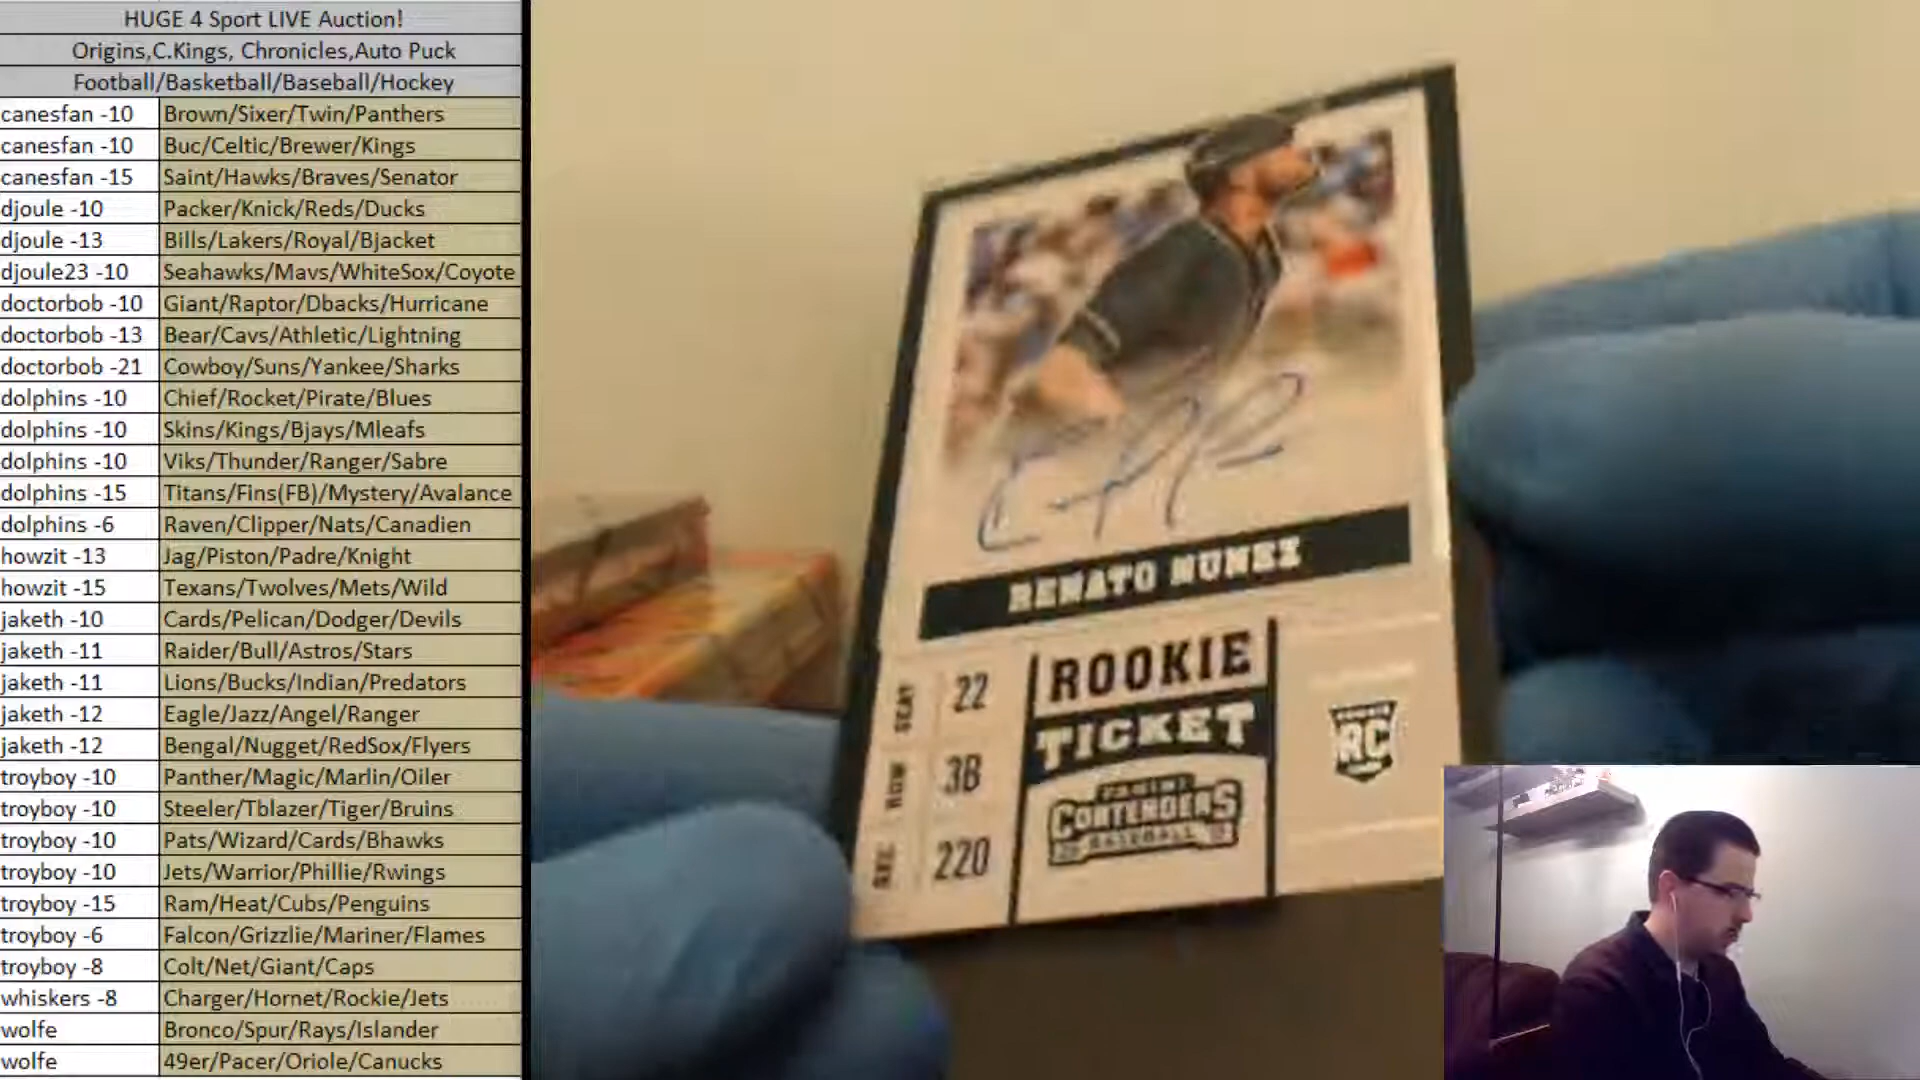 HUGE 4 Sport LIVE Auction!
Origins,C.Kings, Chronicles,Auto Puck
Football/Basketball/Baseball/Hockey
canesfan -10 Brown/Sixer/Twin/Panthers
canesfan -10 Buc/Celtic/Brewer/Kings
canesfan -15 Saint/Hawks/Braves/Senator
djoule -10 Packer/Knick/Reds/Ducks
djoule -13 Bills/Lakers/Royal/Bjacket
djoule23 -10 Seahawks/Mavs/WhiteSox/Coyote
doctorbob -10 Giant/Raptor/Dbacks/Hurricane
doctorbob -13 Bear/Cavs/Athletic/Lightning
doctorbob -21 Cowboy/Suns/Yankee/Sharks
dolphins -10 Chief/Rocket/Pirate/Blues
dolphins -10 Skins/Kings/Bjays/Mleafs
dolphins -10 Viks/Thunder/Ranger/Sabre
dolphins -15 Titans/Fins(FB)/Mystery/Avalance
dolphins -6 Raven/Clipper/Nats/Canadien
howzit -13 Jag/Piston/Padre/Knight
howzit -15 Texans/Twolves/Mets/Wild
jaketh -10 Cards/Pelican/Dodger/Devils
jaketh -11 Raider/Bull/Astros/Stars
jaketh -11 Lions/Bucks/Indian/Predators
jaketh -12 Eagle/Jazz/Angel/Ranger
jaketh -12 Bengal/Nugget/RedSox/Flyers
troyboy -10 Panther/Magic/Marlin/Oiler
troyboy -10 Steeler/Tblazer/Tiger/Bruins
troyboy -10 Pats/Wizard/Cards/Bhawks
troyboy -10 Jets/Warrior/Phillie/Rwings
troyboy -15 Ram/Heat/Cubs/Penguins
troyboy -6 Falcon/Grizzlie/Mariner/Flames
troyboy -8 Colt/Net/Giant/Caps
whiskers -8 Charger/Hornet/Rockie/Jets
wolfe Bronco/Spur/Rays/Islander
wolfe 49er/Pacer/Oriole/Canucks
RENATO NUNEZ
SEAT 22
ROW 3B
SEC 220
ROOKIE
TICKET
PANINI
CONTENDERS
BASEBALL
RC